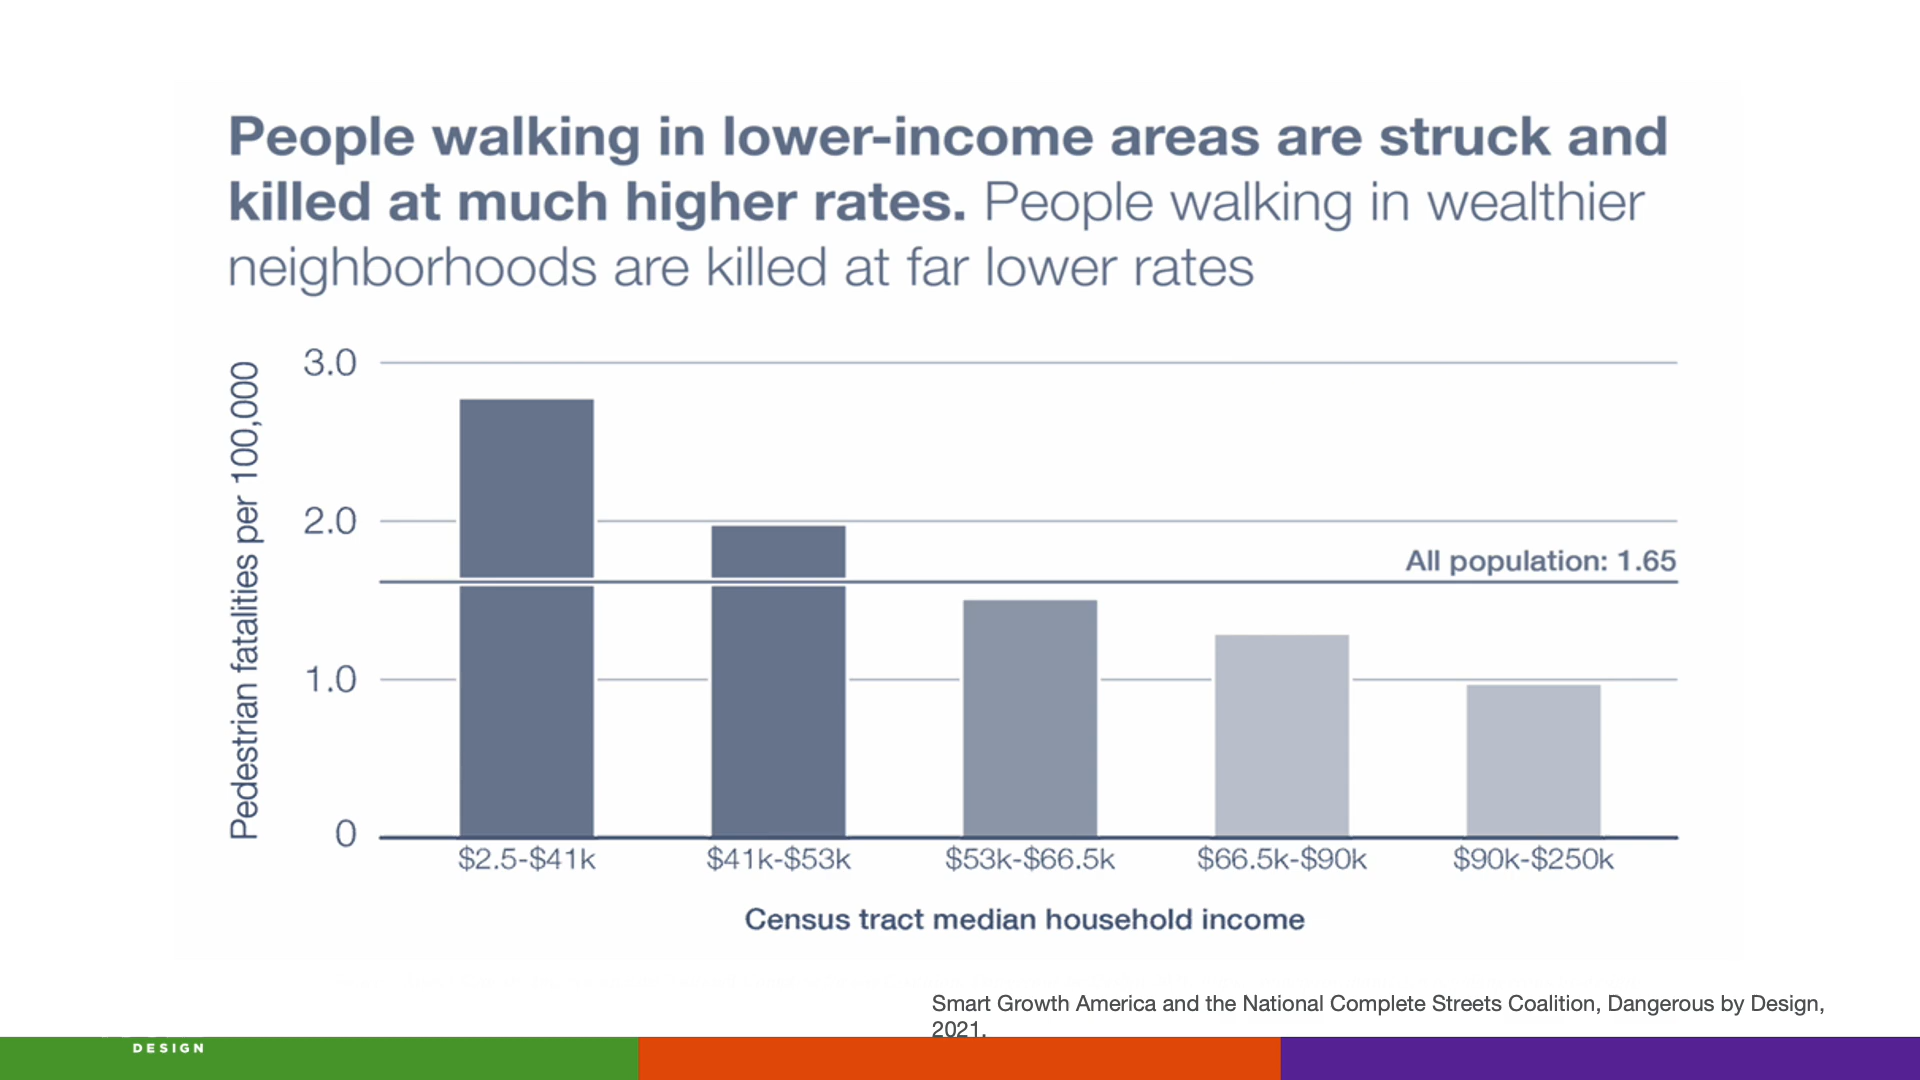 People walking in lower-income areas are struck and
killed at much higher rates. People walking in wealthier
neighborhoods are killed at far lower rates
Pedestrian fatalities per 100,000
3.0
2.0
All population: 1.65
1.0
0
$2.5-$41k
$41k-$53k
$53k-$66.5k
$66.5k-$90k
$90k-$250k
Census tract median household income
Smart Growth America and the National Complete Streets Coalition, Dangerous by Design,
2021.
DESIGN